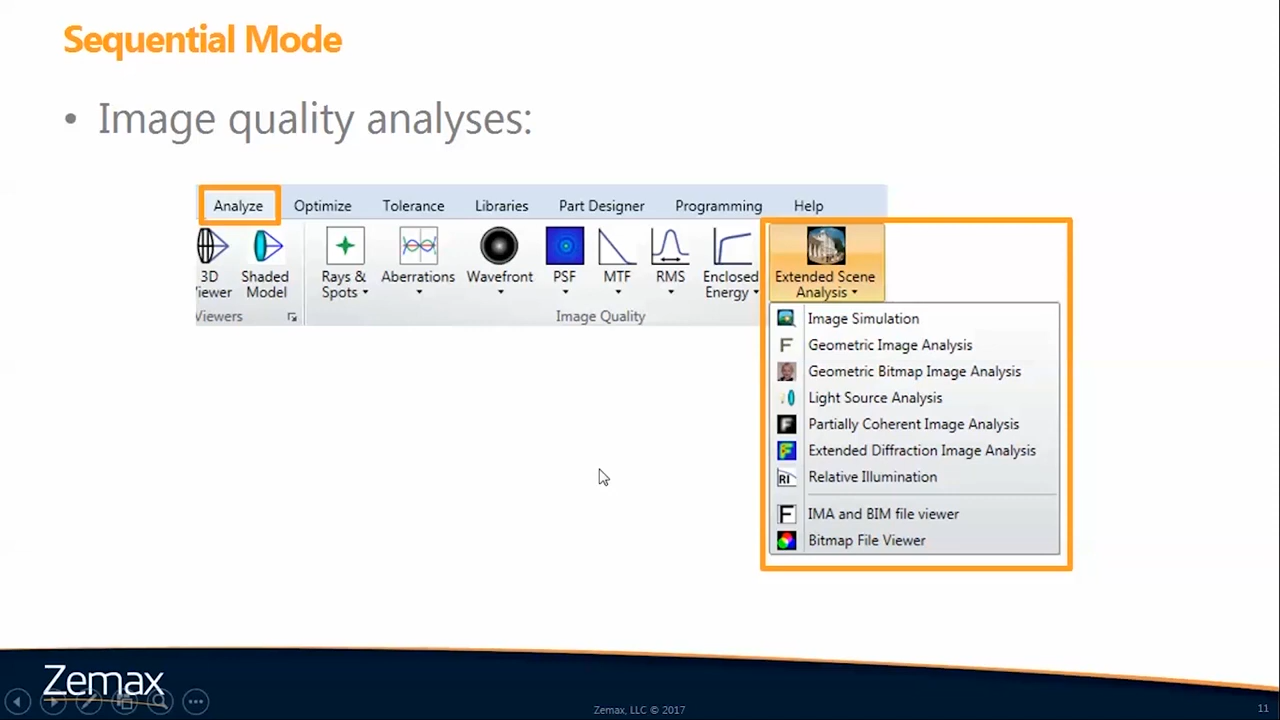 Sequential Mode
• Image quality analyses:
Analyze Optimize Tolerance Libraries Part Designer Programming Help
3D Viewer
Shaded Model
Rays & Spots
Aberrations
Wavefront
PSF
MTF
RMS
Enclosed Energy
Extended Scene Analysis
Viewers
Image Quality
Image Simulation
F Geometric Image Analysis
Geometric Bitmap Image Analysis
Light Source Analysis
F Partially Coherent Image Analysis
F Extended Diffraction Image Analysis
RI Relative Illumination
F IMA and BIM file viewer
Bitmap File Viewer
Zemax
Zemax, LLC © 2017
11